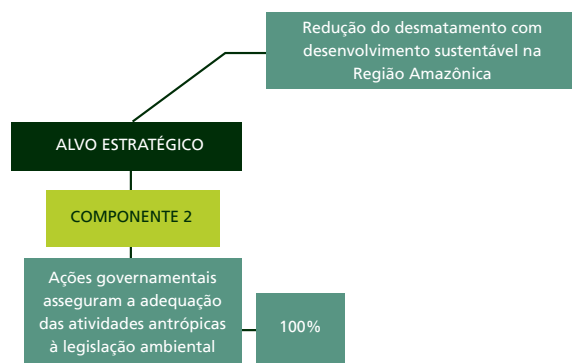 Redução do desmatamento com
desenvolvimento sustentável na
Região Amazônica
ALVO ESTRATÉGICO
COMPONENTE 2
Ações governamentais
asseguram a adequação
das atividades antrópicas
à legislação ambiental
100%